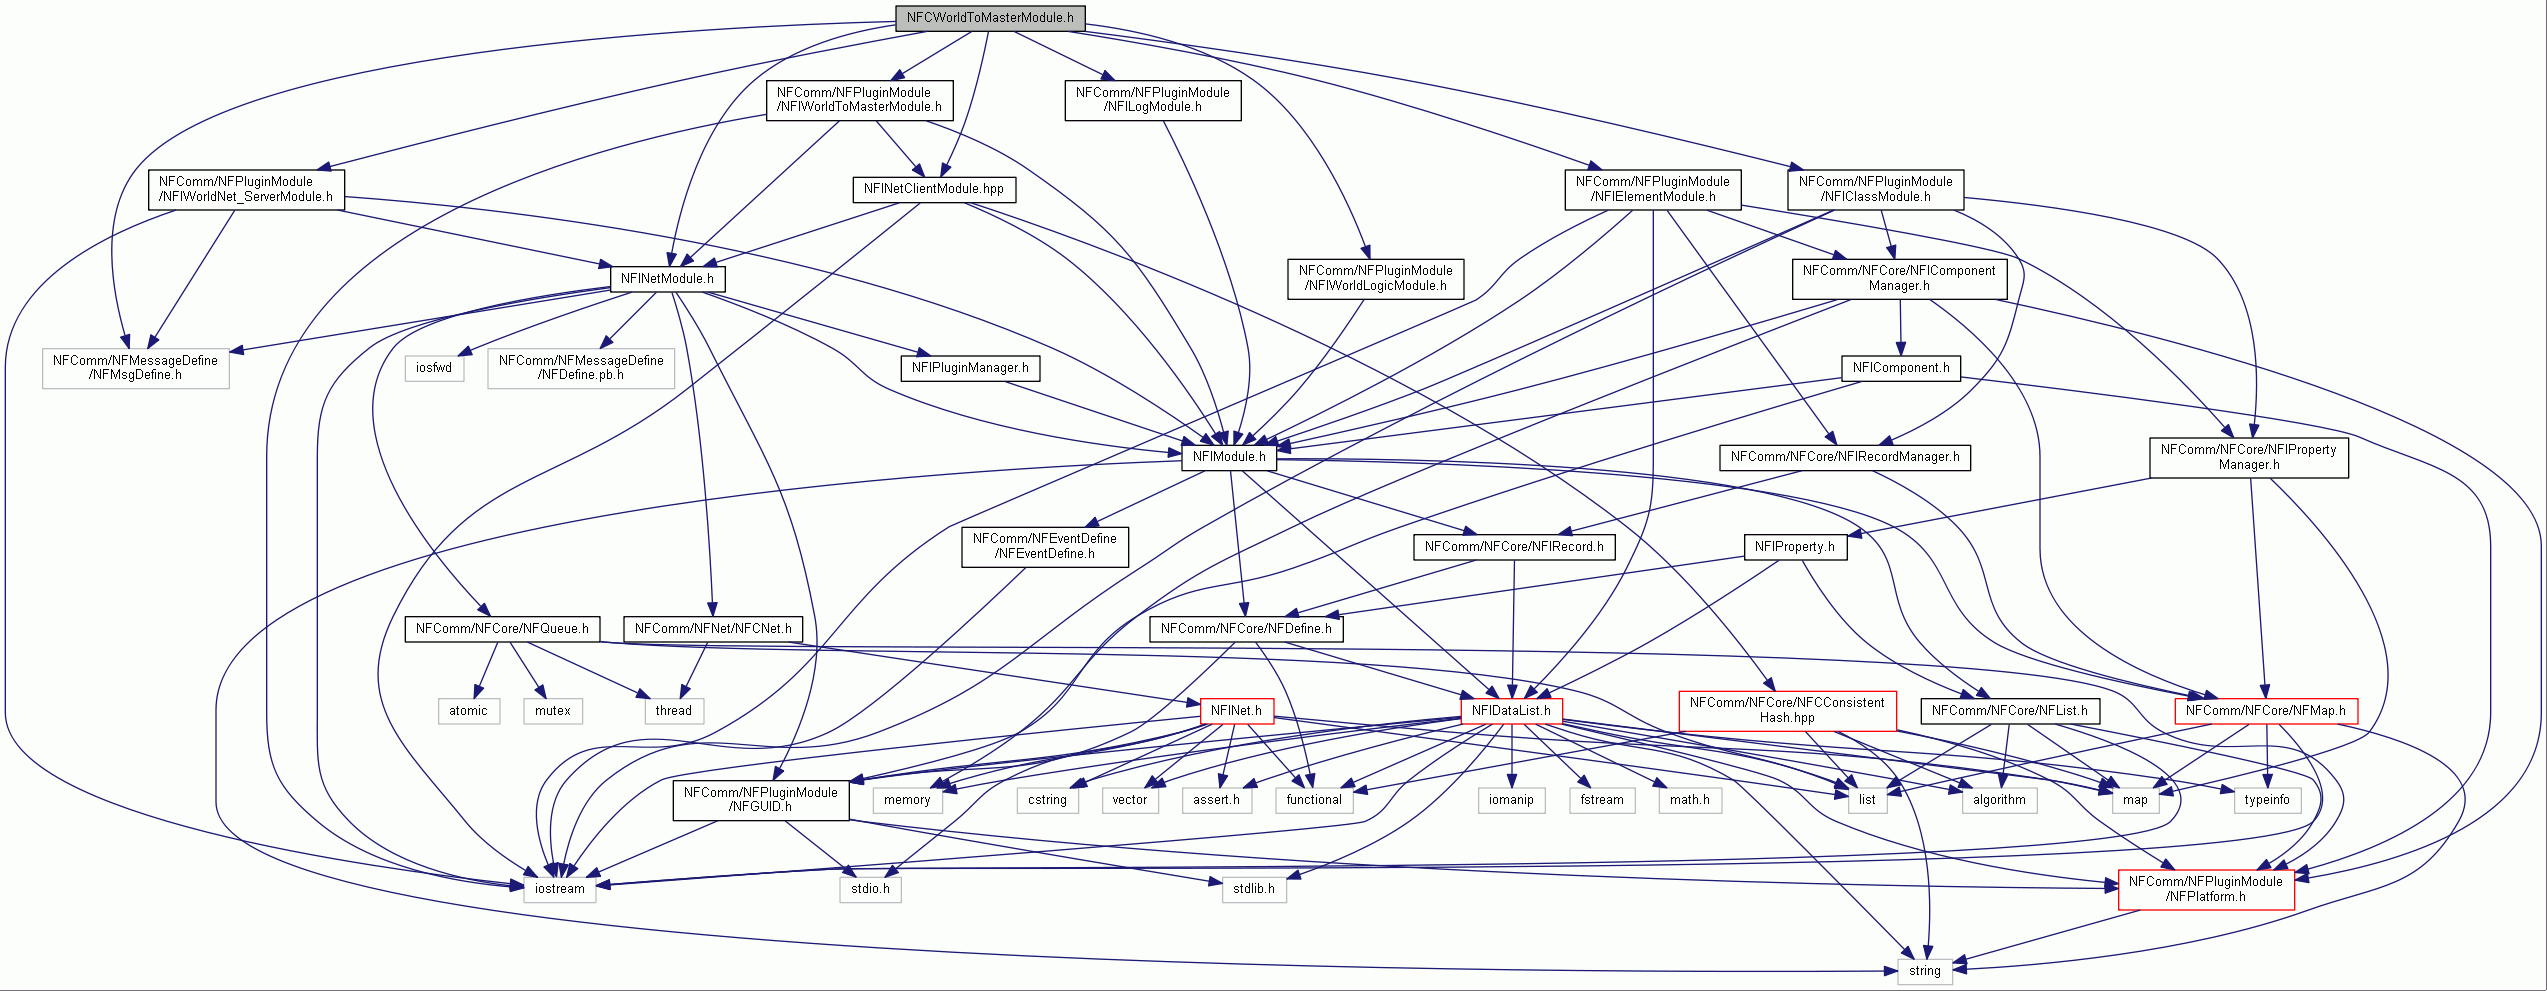 NFCWorldToMasterModule.h
NFComm/NFPluginModule
/NFIWorldToMasterModule.h
NFComm/NFPluginModule
/NFILogModule.h
NFComm/NFPluginModule
/NFIWorldNet_ServerModule.h
NFINetClientModule.hpp
NFComm/NFPluginModule
/NFIElementModule.h
NFComm/NFPluginModule
/NFIClassModule.h
NFINetModule.h
NFComm/NFPluginModule
/NFIWorldLogicModule.h
NFComm/NFCore/NFIComponent
Manager.h
NFComm/NFMessageDefine
/NFMsgDefine.h
iosfwd
NFComm/NFMessageDefine
/NFDefine.pb.h
NFIPluginManager.h
NFIComponent.h
NFIModule.h
NFComm/NFCore/NFIRecordManager.h
NFComm/NFCore/NFIProperty
Manager.h
NFComm/NFEventDefine
/NFEventDefine.h
NFComm/NFCore/NFIRecord.h
NFIProperty.h
NFComm/NFCore/NFQueue.h
NFComm/NFNet/NFCNet.h
NFComm/NFCore/NFDefine.h
atomic
mutex
thread
NFINet.h
NFIDataList.h
NFComm/NFCore/NFCConsistent
Hash.hpp
NFComm/NFCore/NFList.h
NFComm/NFCore/NFMap.h
NFComm/NFPluginModule
/NFGUID.h
memory
cstring
vector
assert.h
functional
iomanip
fstream
math.h
list
algorithm
map
typeinfo
iostream
stdio.h
stdlib.h
NFComm/NFPluginModule
/NFPlatform.h
string